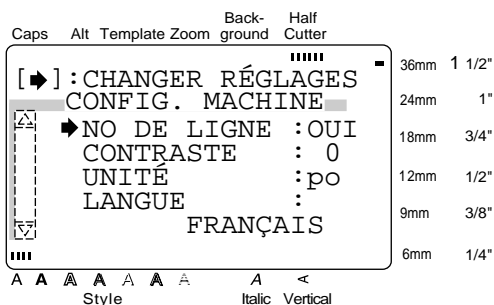 Back- Half
Caps Alt Template Zoom ground Cutter
[➡]:CHANGER RÉGLAGES
CONFIG. MACHINE
➡NO DE LIGNE :OUI
CONTRASTE : 0
UNITÉ :po
LANGUE :
FRANÇAIS
36mm 1 1/2"
24mm 1"
18mm 3/4"
12mm 1/2"
9mm 3/8"
6mm 1/4"
A A A A A A A A A
Style Italic Vertical